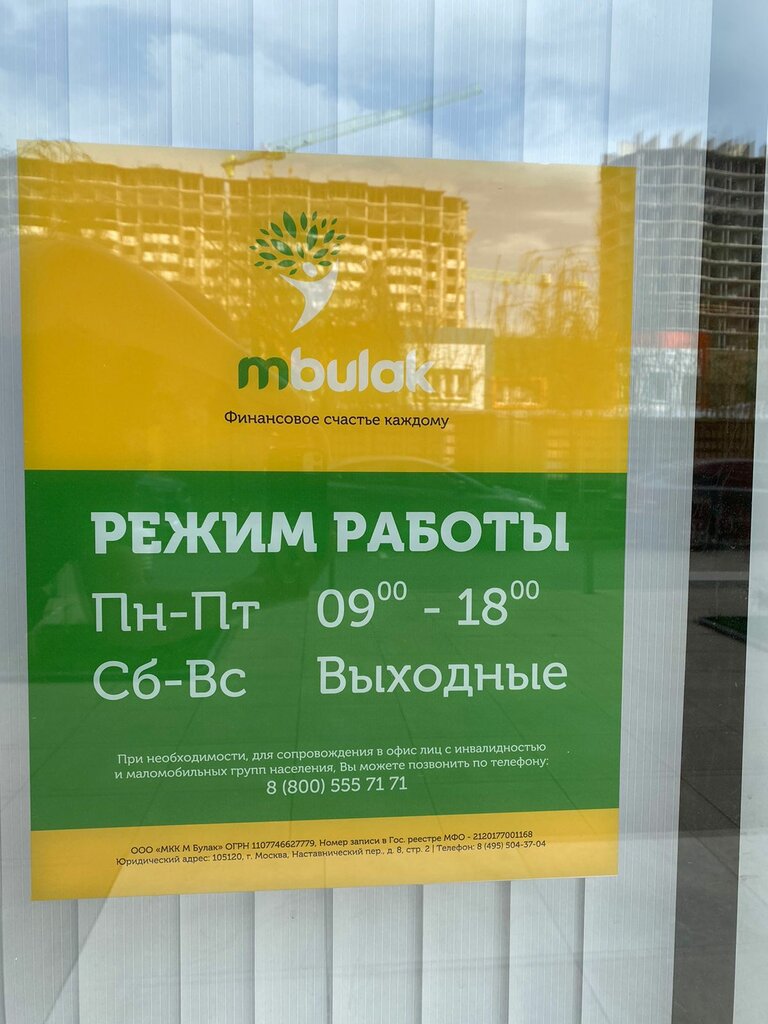 mbulak
Финансовое счастье каждому
РЕЖИМ РАБОТЫ
Пн-Пт 09⁰⁰ - 18⁰⁰
Сб-Вс Выходные
При необходимости, для сопровождения в офис лиц с инвалидностью
и маломобильных групп населения, Вы можете позвонить по телефону:
8 (800) 555 71 71
ООО «МКК М Булак» ОГРН 1107746627779, Номер записи в Гос. реестре МФО - 2120177001168
Юридический адрес: 105120, г. Москва, Наставнический пер., д. 8, стр. 2 | Телефон: 8 (495) 504-37-04